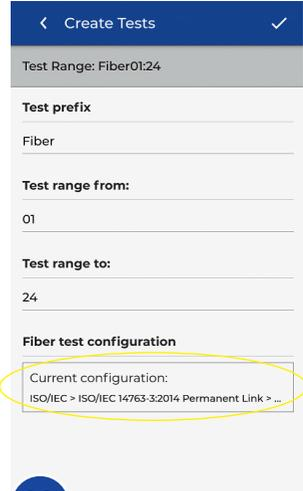 Create Tests
Test Range: Fiber01:24
Test prefix
Fiber
Test range from:
01
Test range to:
24
Fiber test configuration
Current configuration:
ISO/IEC > ISO/IEC 14763-3:2014 Permanent Link > ...